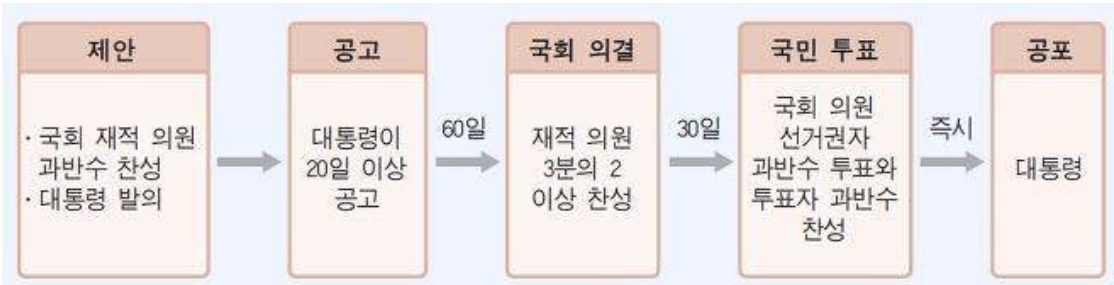 제안
· 국회 재적 의원
과반수 찬성
· 대통령 발의
공고
대통령이
20일 이상
공고
60일
국회 의결
재적 의원
3분의 2
이상 찬성
30일
국민 투표
국회 의원
선거권자
과반수 투표와
투표자 과반수
찬성
즉시
공포
대통령